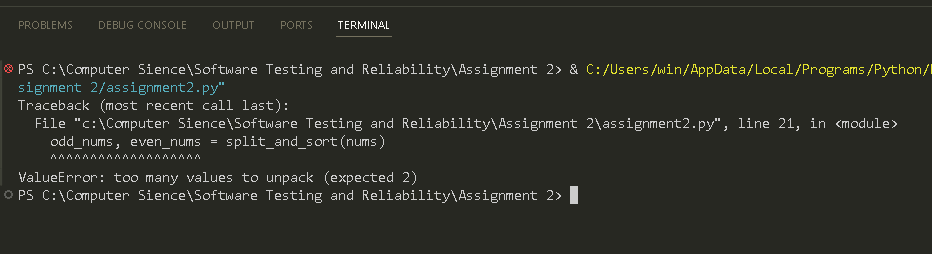 PROBLEMS DEBUG CONSOLE OUTPUT PORTS TERMINAL
PS C:\Computer Sience\Software Testing and Reliability\Assignment 2> & C:/Users/win/AppData/Local/Programs/Python/
signment 2/assignment2.py"
Traceback (most recent call last):
  File "c:\Computer Sience\Software Testing and Reliability\Assignment 2\assignment2.py", line 21, in <module>
    odd_nums, even_nums = split_and_sort(nums)
    ^^^^^^^^^^^^^^^^^^^
ValueError: too many values to unpack (expected 2)
PS C:\Computer Sience\Software Testing and Reliability\Assignment 2>